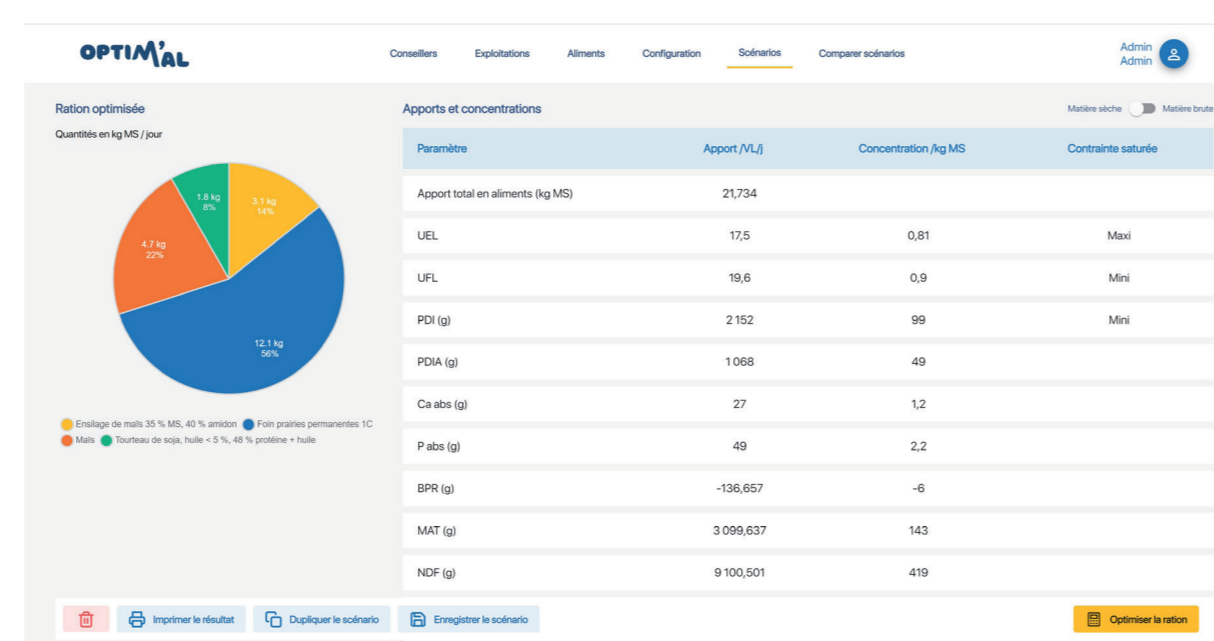 OPTIM'AL
Conseillers Exploitations Aliments Configuration Scénarios Comparer scénarios
Admin
Admin
Ration optimisée
Quantités en kg MS / jour
1.8 kg
8%
3.1 kg
14%
4.7 kg
22%
12.1 kg
56%
Ensilage de maïs 35 % MS, 40 % amidon Foin prairies permanentes 1C
Maïs Tourteau de soja, huile < 5 %, 48 % protéine + huile
Apports et concentrations
Matière sèche Matière brute
Paramètre Apport /VL/j Concentration /kg MS Contrainte saturée
Apport total en aliments (kg MS) 21,734
UEL 17,5 0,81 Maxi
UFL 19,6 0,9 Mini
PDI (g) 2 152 99 Mini
PDIA (g) 1 068 49
Ca abs (g) 27 1,2
P abs (g) 49 2,2
BPR (g) -136,657 -6
MAT (g) 3 099,637 143
NDF (g) 9 100,501 419
Imprimer le résultat Dupliquer le scénario Enregistrer le scénario Optimiser la ration